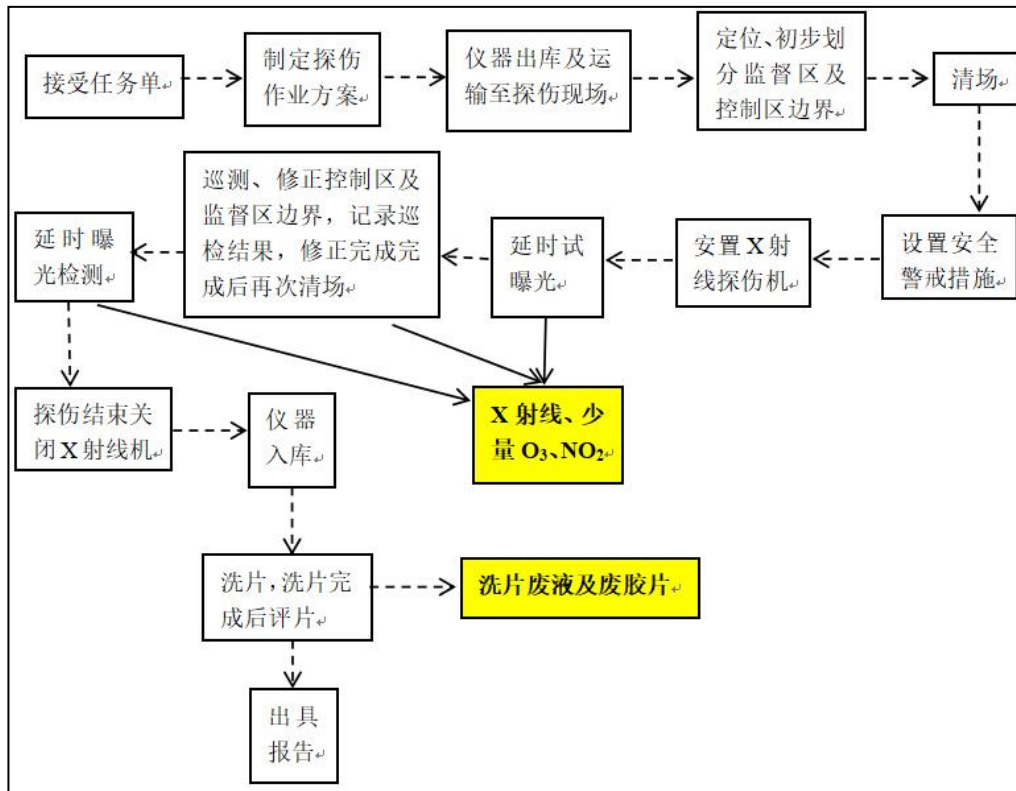 接受任务单
制定探伤
作业方案
仪器出库及运
输至探伤现场
定位、初步划
分监督区及
控制区边界
清场
设置安全
警戒措施
安置X射
线探伤机
延时试
曝光
巡测、修正控制区及
监督区边界，记录巡
检结果，修正完成完
成后再次清场
延时曝
光检测
X 射线、少
量 O₃、NO₂
探伤结束关
闭X射线机
仪器
入库
洗片，洗片完
成后评片
洗片废液及废胶片
出具
报告